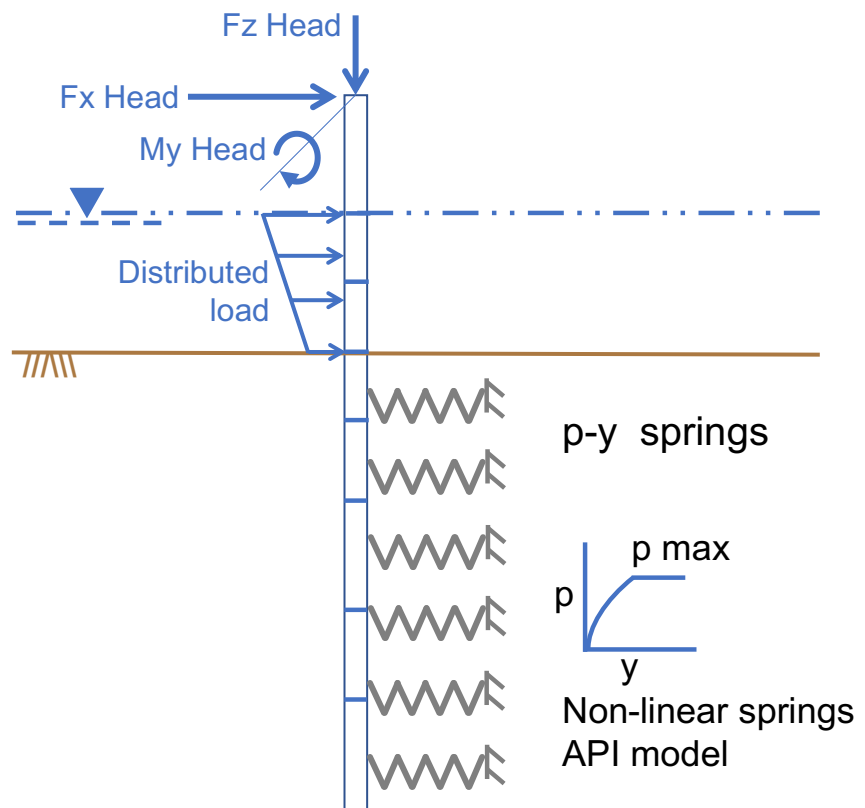 Fz Head
Fx Head
My Head
Distributed
load
p-y springs
p max
p
y
Non-linear springs
API model